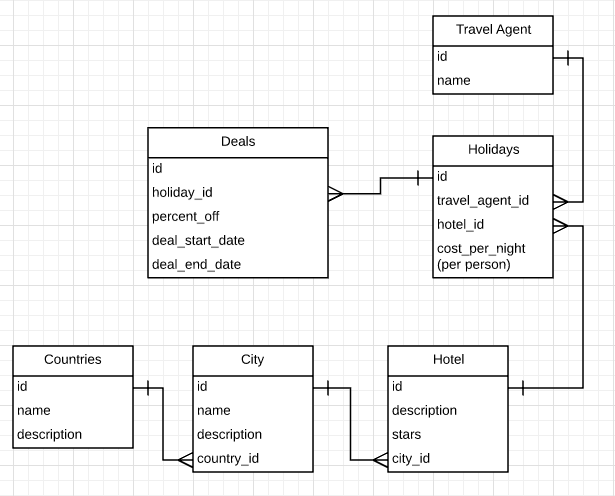 Travel Agent
id
name
Deals
id
holiday_id
percent_off
deal_start_date
deal_end_date
Holidays
id
travel_agent_id
hotel_id
cost_per_night
(per person)
Countries
id
name
description
City
id
name
description
country_id
Hotel
id
description
stars
city_id